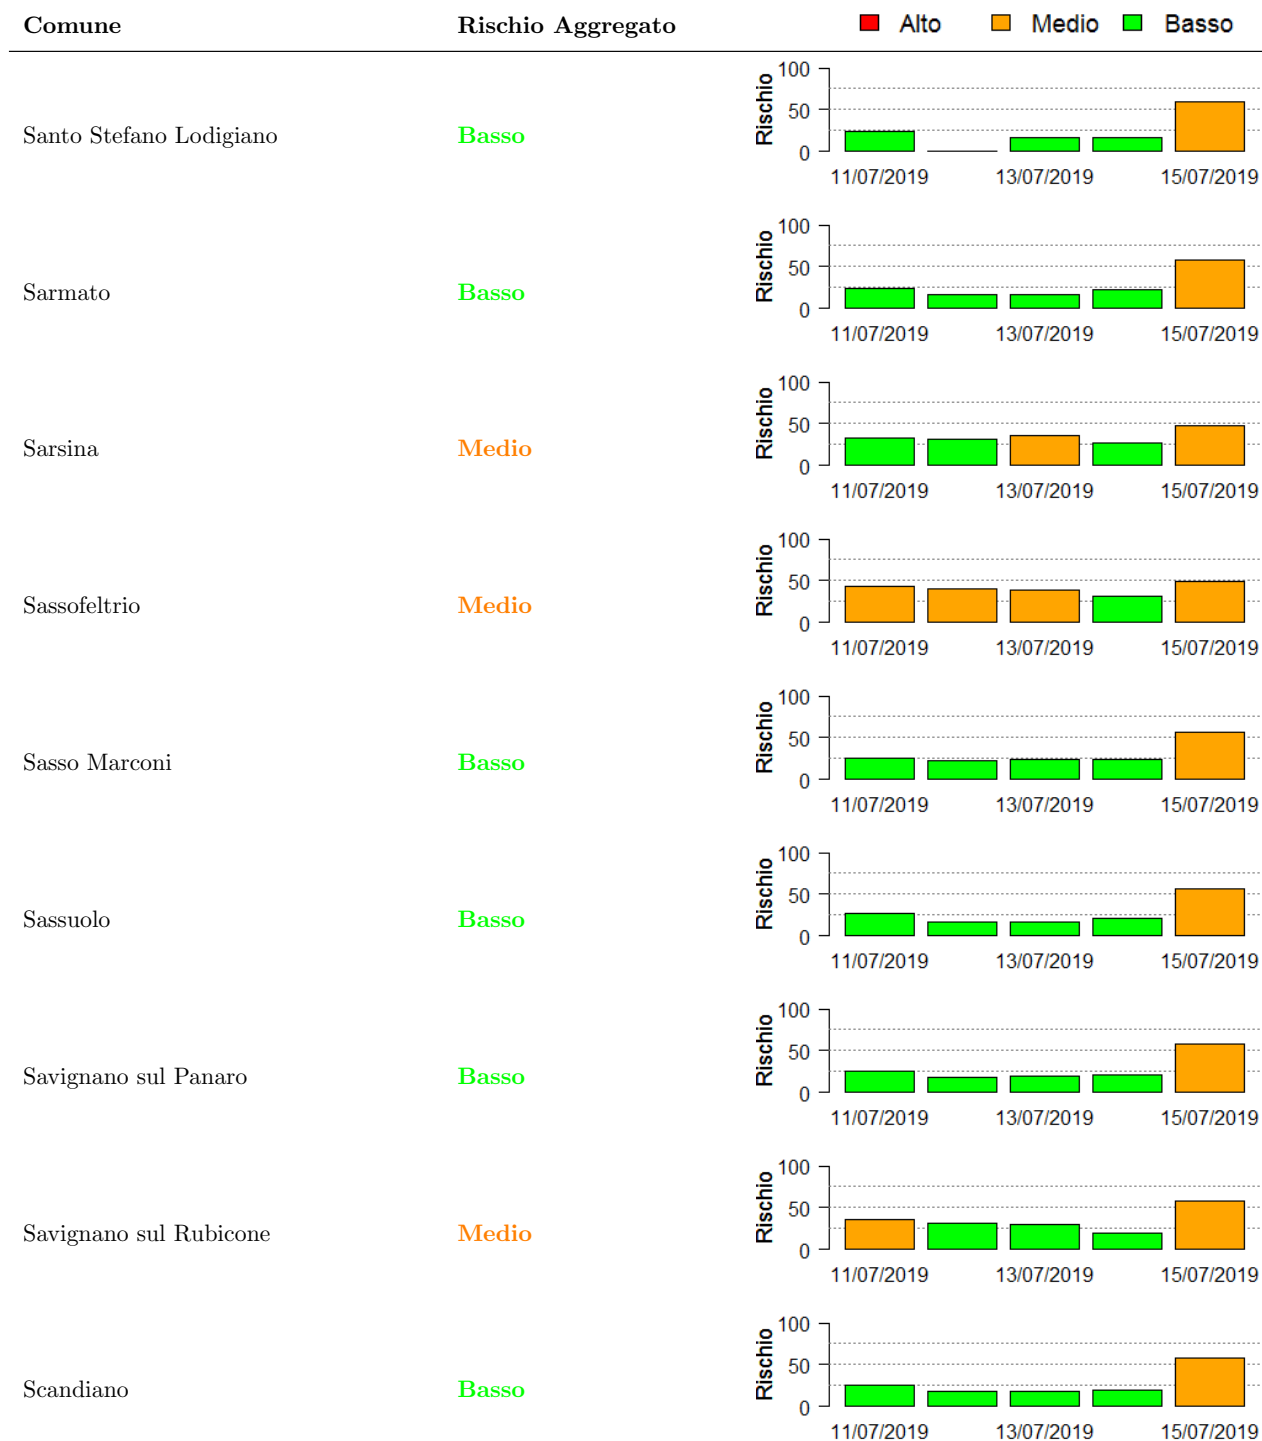 Comune Rischio Aggregato Alto Medio Basso
Santo Stefano Lodigiano Basso Rischio 100 50 0
11/07/2019 13/07/2019 15/07/2019
Sarmato Basso Rischio 100 50 0
11/07/2019 13/07/2019 15/07/2019
Sarsina Medio Rischio 100 50 0
11/07/2019 13/07/2019 15/07/2019
Sassofeltrio Medio Rischio 100 50 0
11/07/2019 13/07/2019 15/07/2019
Sasso Marconi Basso Rischio 100 50 0
11/07/2019 13/07/2019 15/07/2019
Sassuolo Basso Rischio 100 50 0
11/07/2019 13/07/2019 15/07/2019
Savignano sul Panaro Basso Rischio 100 50 0
11/07/2019 13/07/2019 15/07/2019
Savignano sul Rubicone Medio Rischio 100 50 0
11/07/2019 13/07/2019 15/07/2019
Scandiano Basso Rischio 100 50 0
11/07/2019 13/07/2019 15/07/2019